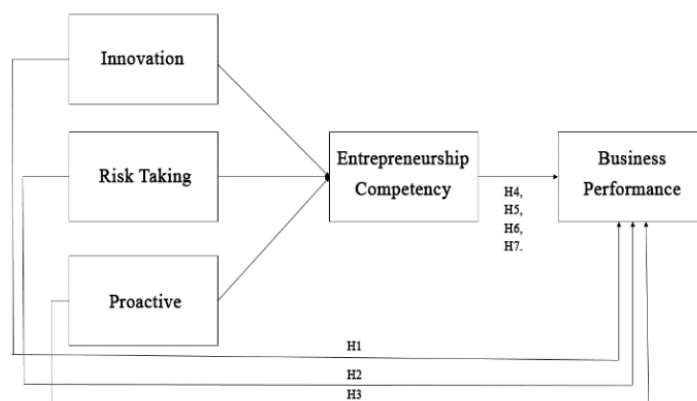 Innovation
Risk Taking
Proactive
Entrepreneurship
Competency
H4,
H5,
H6,
H7.
Business
Performance
H1
H2
H3